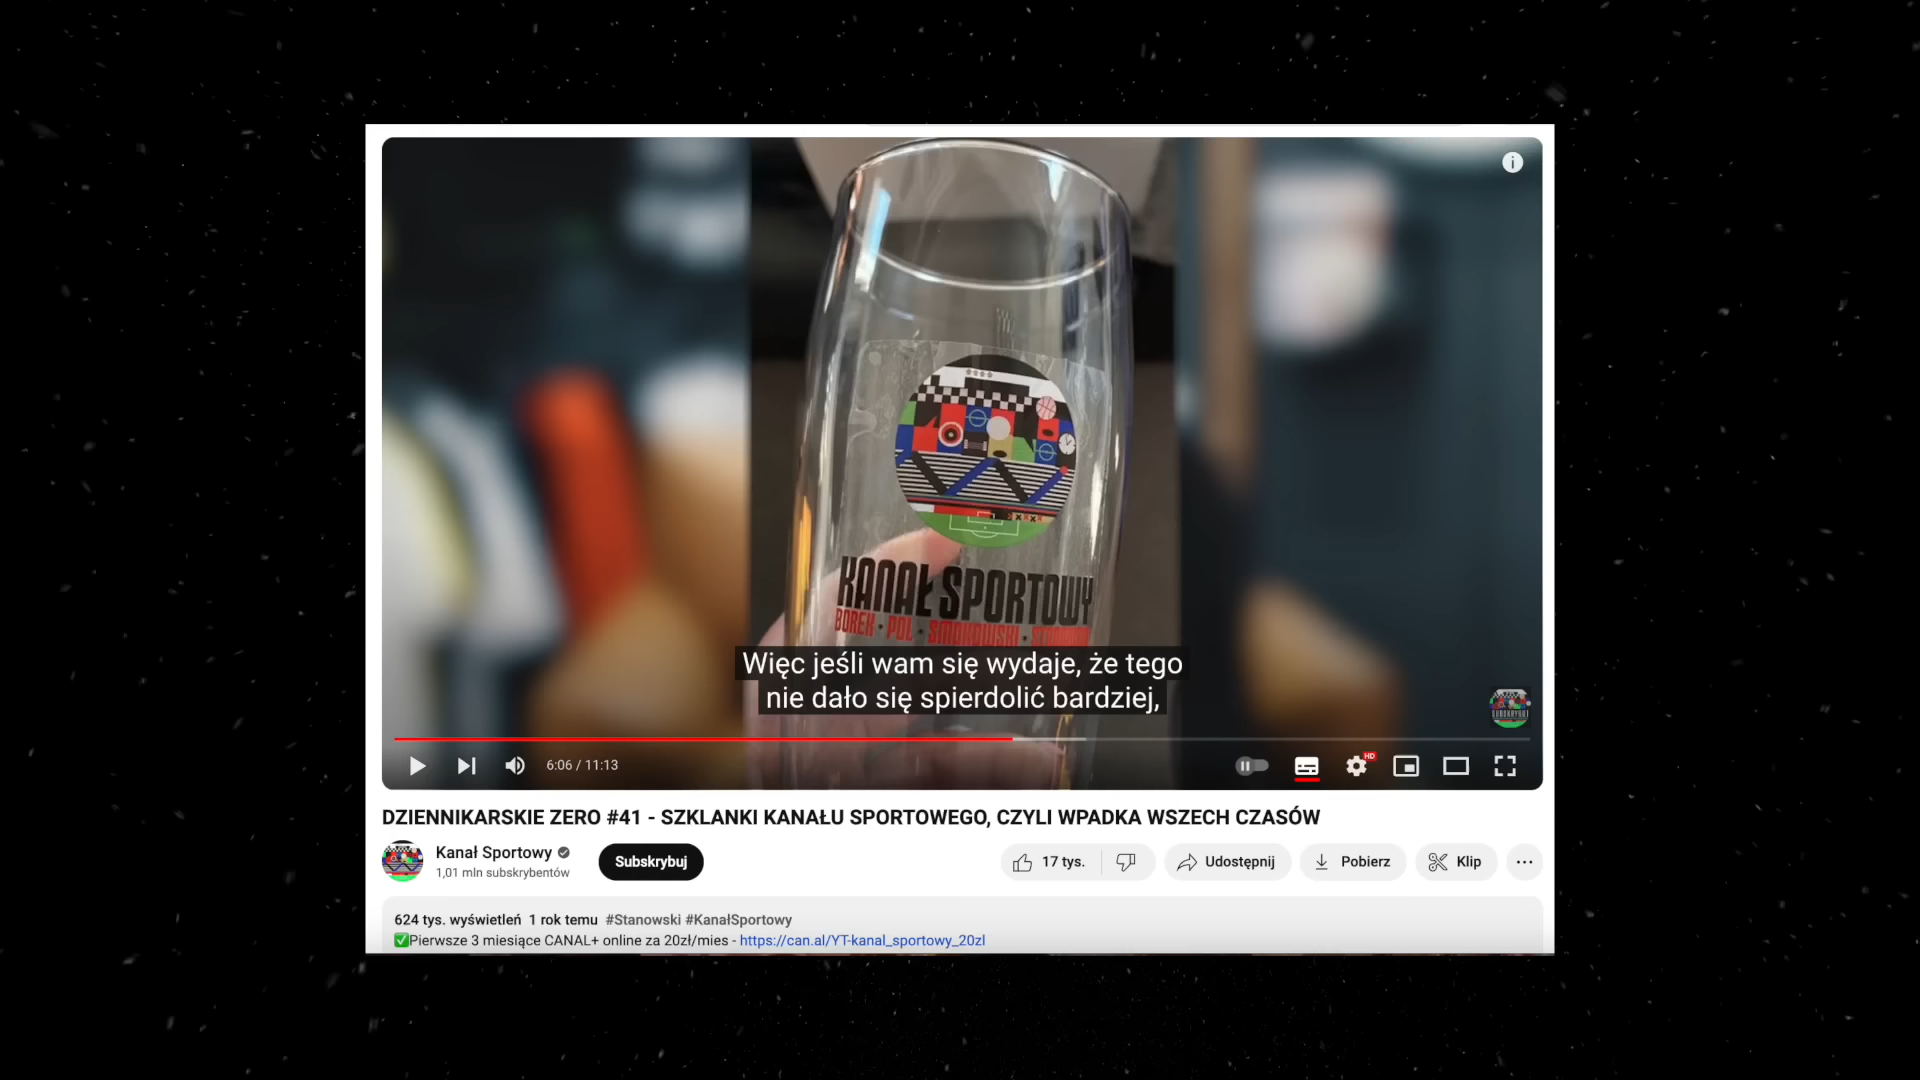 KANAŁ SPORTOWY
BOREK · POL · SMOKOWSKI ·
Więc jeśli wam się wydaje, że tego
nie dało się spierdolić bardziej,
6:06 / 11:13
HD
DZIENNIKARSKIE ZERO #41 - SZKLANKI KANAŁU SPORTOWEGO, CZYLI WPADKA WSZECH CZASÓW
Kanał Sportowy
1,01 mln subskrybentów
Subskrybuj
17 tys.
Udostępnij
Pobierz
Klip
624 tys. wyświetleń 1 rok temu #Stanowski #KanałSportowy
✅Pierwsze 3 miesiące CANAL+ online za 20zł/mies - https://can.al/YT-kanal_sportowy_20zl